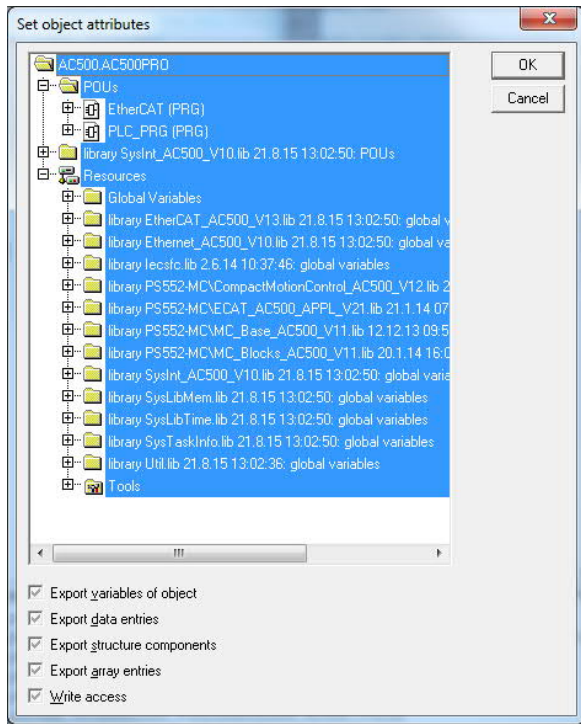 Set object attributes
AC500.AC500PRO
OK
POUs
Cancel
EtherCAT (PRG)
PLC_PRG (PRG)
library SysInt_AC500_V10.lib 21.8.15 13:02:50: POUs
Resources
Global Variables
library EtherCAT_AC500_V13.lib 21.8.15 13:02:50: global v
library Ethernet_AC500_V10.lib 21.8.15 13:02:50: global va
library Iecsfc.lib 2.6.14 10:37:46: global variables
library PS552-MC\CompactMotionControl_AC500_V12.lib 2
library PS552-MC\ECAT_AC500_APPL_V21.lib 21.1.14 07
library PS552-MC\MC_Base_AC500_V11.lib 12.12.13 09:5
library PS552-MC\MC_Blocks_AC500_V11.lib 20.1.14 16:0
library SysInt_AC500_V10.lib 21.8.15 13:02:50: global varia
library SysLibMem.lib 21.8.15 13:02:50: global variables
library SysLibTime.lib 21.8.15 13:02:50: global variables
library SysTaskInfo.lib 21.8.15 13:02:50: global variables
library Util.lib 21.8.15 13:02:36: global variables
Tools
Export variables of object
Export data entries
Export structure components
Export array entries
Write access